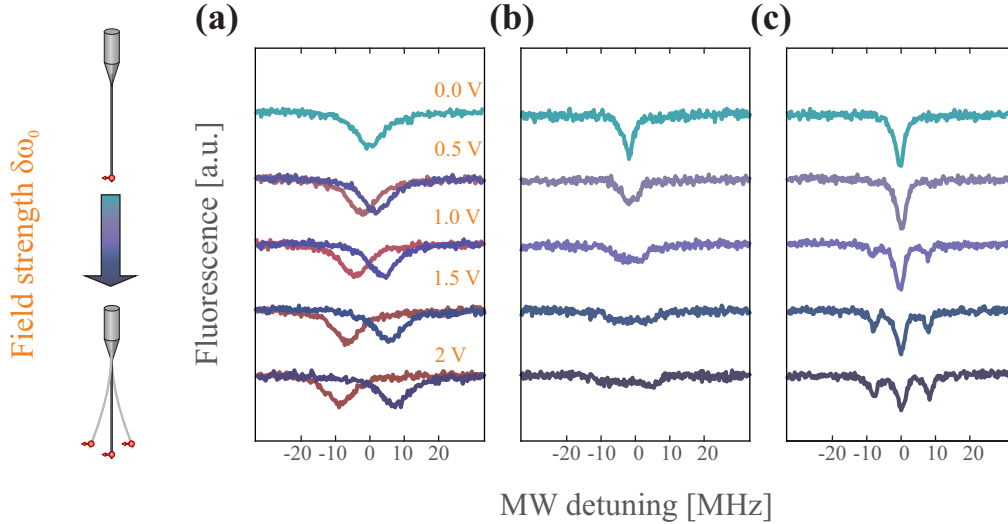 (a)
(b)
(c)
Field strength δω₀
Fluorescence [a.u.]
0.0 V
0.5 V
1.0 V
1.5 V
2 V
-20 -10 0 10 20
-20 -10 0 10 20
-20 -10 0 10 20
MW detuning [MHz]